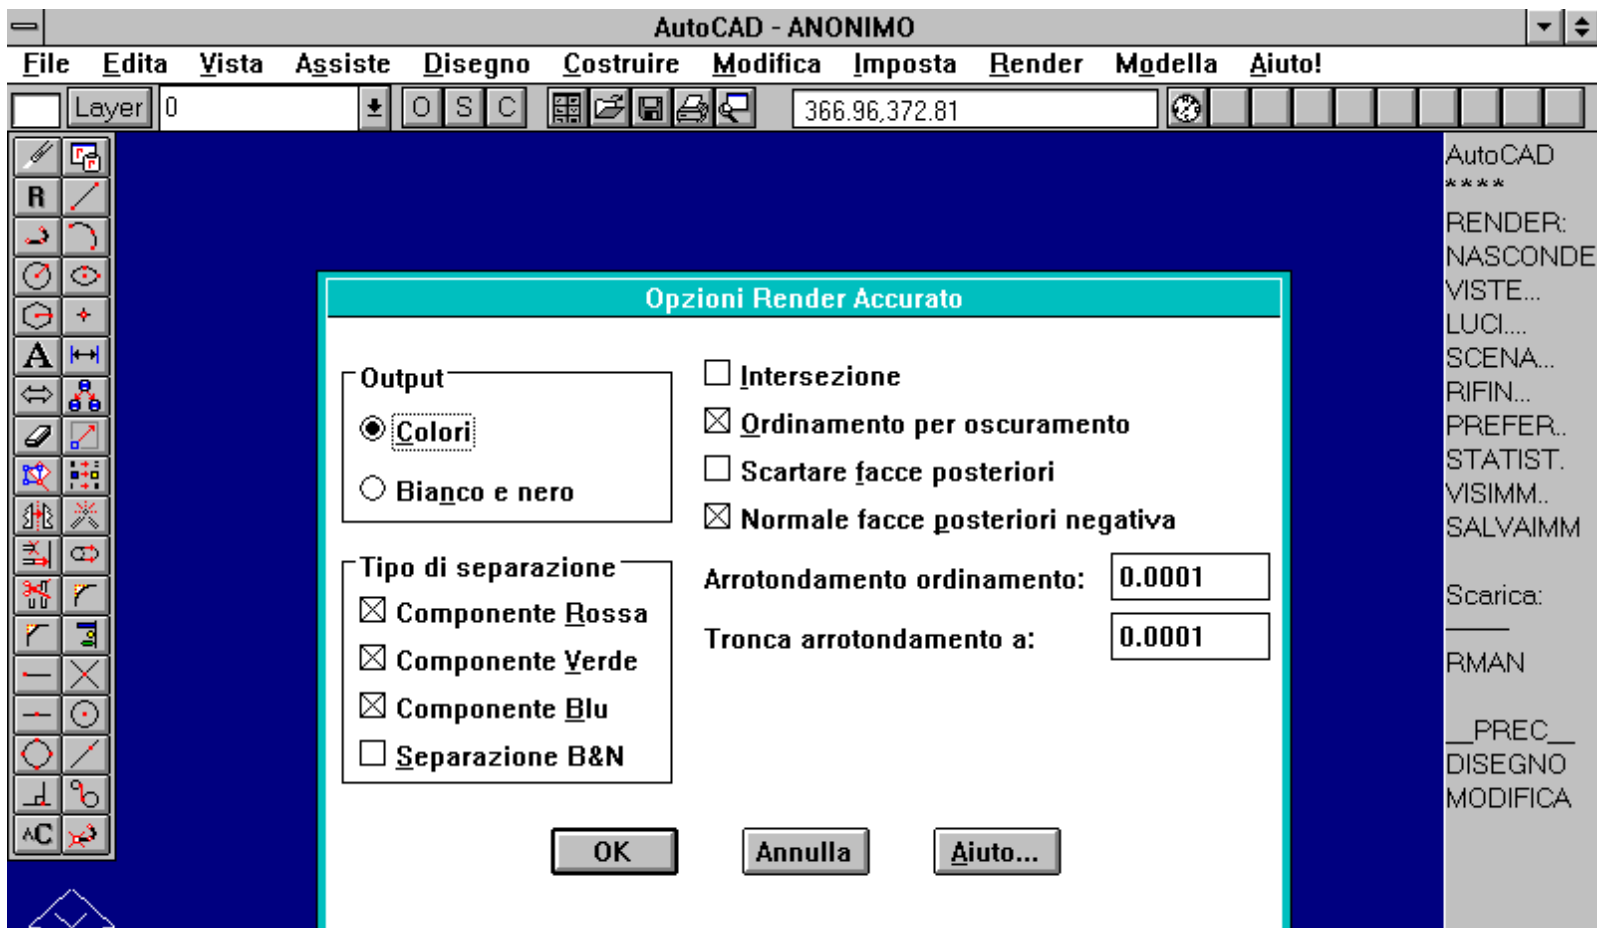 AutoCAD - ANONIMO
File Edita Vista Assiste Disegno Costruire Modifica Imposta Render Modella Aiuto!
Layer 0 O S C 366.96,372.81
R
A
^C
Opzioni Render Accurato
Output
Colori
Bianco e nero
Tipo di separazione
Componente Rossa
Componente Verde
Componente Blu
Separazione B&N
Intersezione
Ordinamento per oscuramento
Scartare facce posteriori
Normale facce posteriori negativa
Arrotondamento ordinamento: 0.0001
Tronca arrotondamento a: 0.0001
OK Annulla Aiuto...
AutoCAD
****
RENDER:
NASCONDE
VISTE...
LUCI....
SCENA...
RIFIN...
PREFER..
STATIST.
VISIMM..
SALVAIMM
Scarica:
RMAN
__PREC__
DISEGNO
MODIFICA